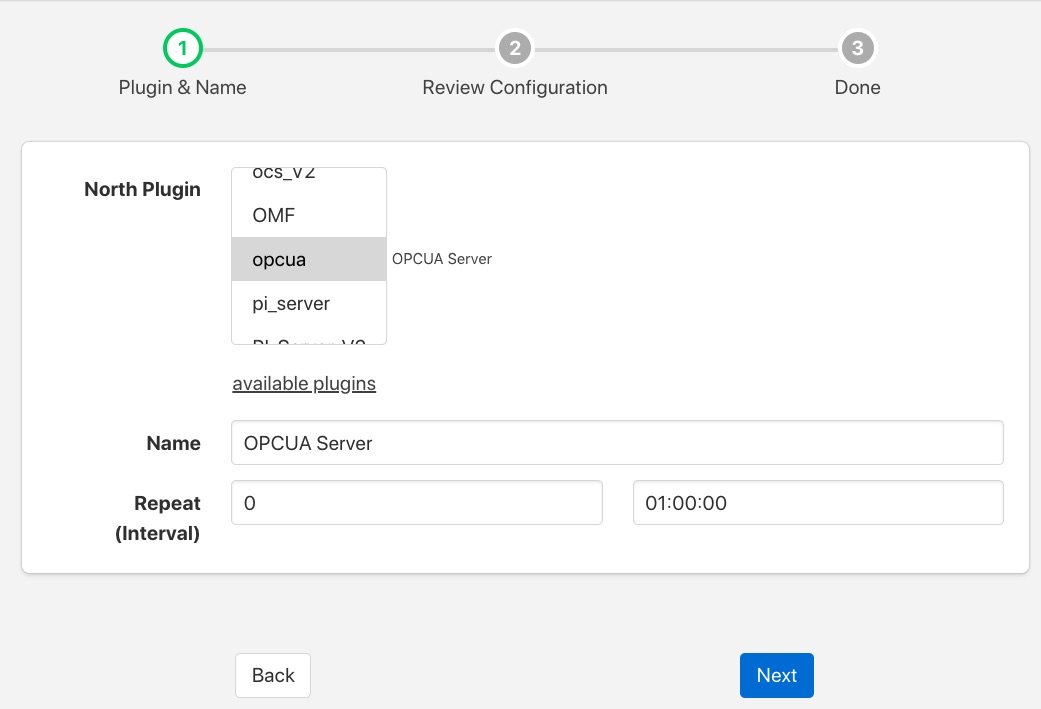 1 2 3
Plugin & Name Review Configuration Done
North Plugin
ocs_V2
OMF
opcua OPCUA Server
pi_server
PI_Server_V2
available plugins
Name OPCUA Server
Repeat 0 01:00:00
(Interval)
Back Next